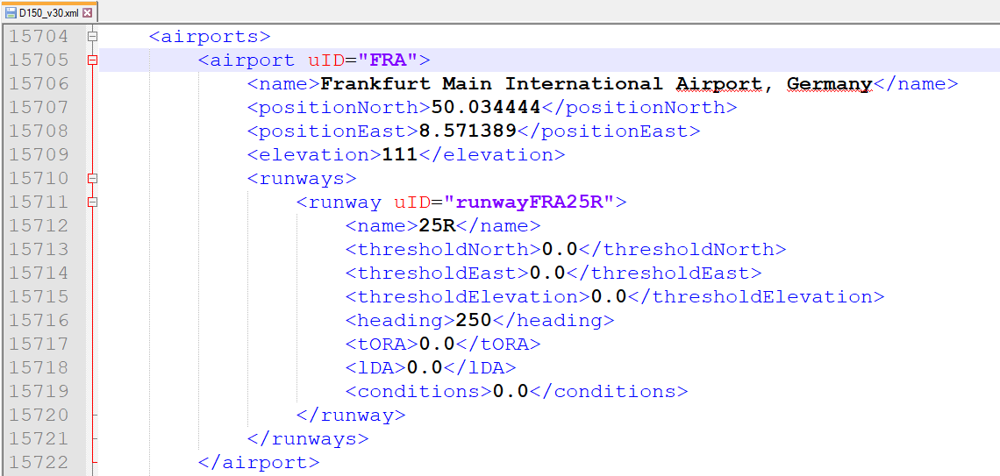 D150_v30.xml
15704 <airports>
15705 <airport uID="FRA">
15706 <name>Frankfurt Main International Airport, Germany</name>
15707 <positionNorth>50.034444</positionNorth>
15708 <positionEast>8.571389</positionEast>
15709 <elevation>111</elevation>
15710 <runways>
15711 <runway uID="runwayFRA25R">
15712 <name>25R</name>
15713 <thresholdNorth>0.0</thresholdNorth>
15714 <thresholdEast>0.0</thresholdEast>
15715 <thresholdElevation>0.0</thresholdElevation>
15716 <heading>250</heading>
15717 <tORA>0.0</tORA>
15718 <lDA>0.0</lDA>
15719 <conditions>0.0</conditions>
15720 </runway>
15721 </runways>
15722 </airport>